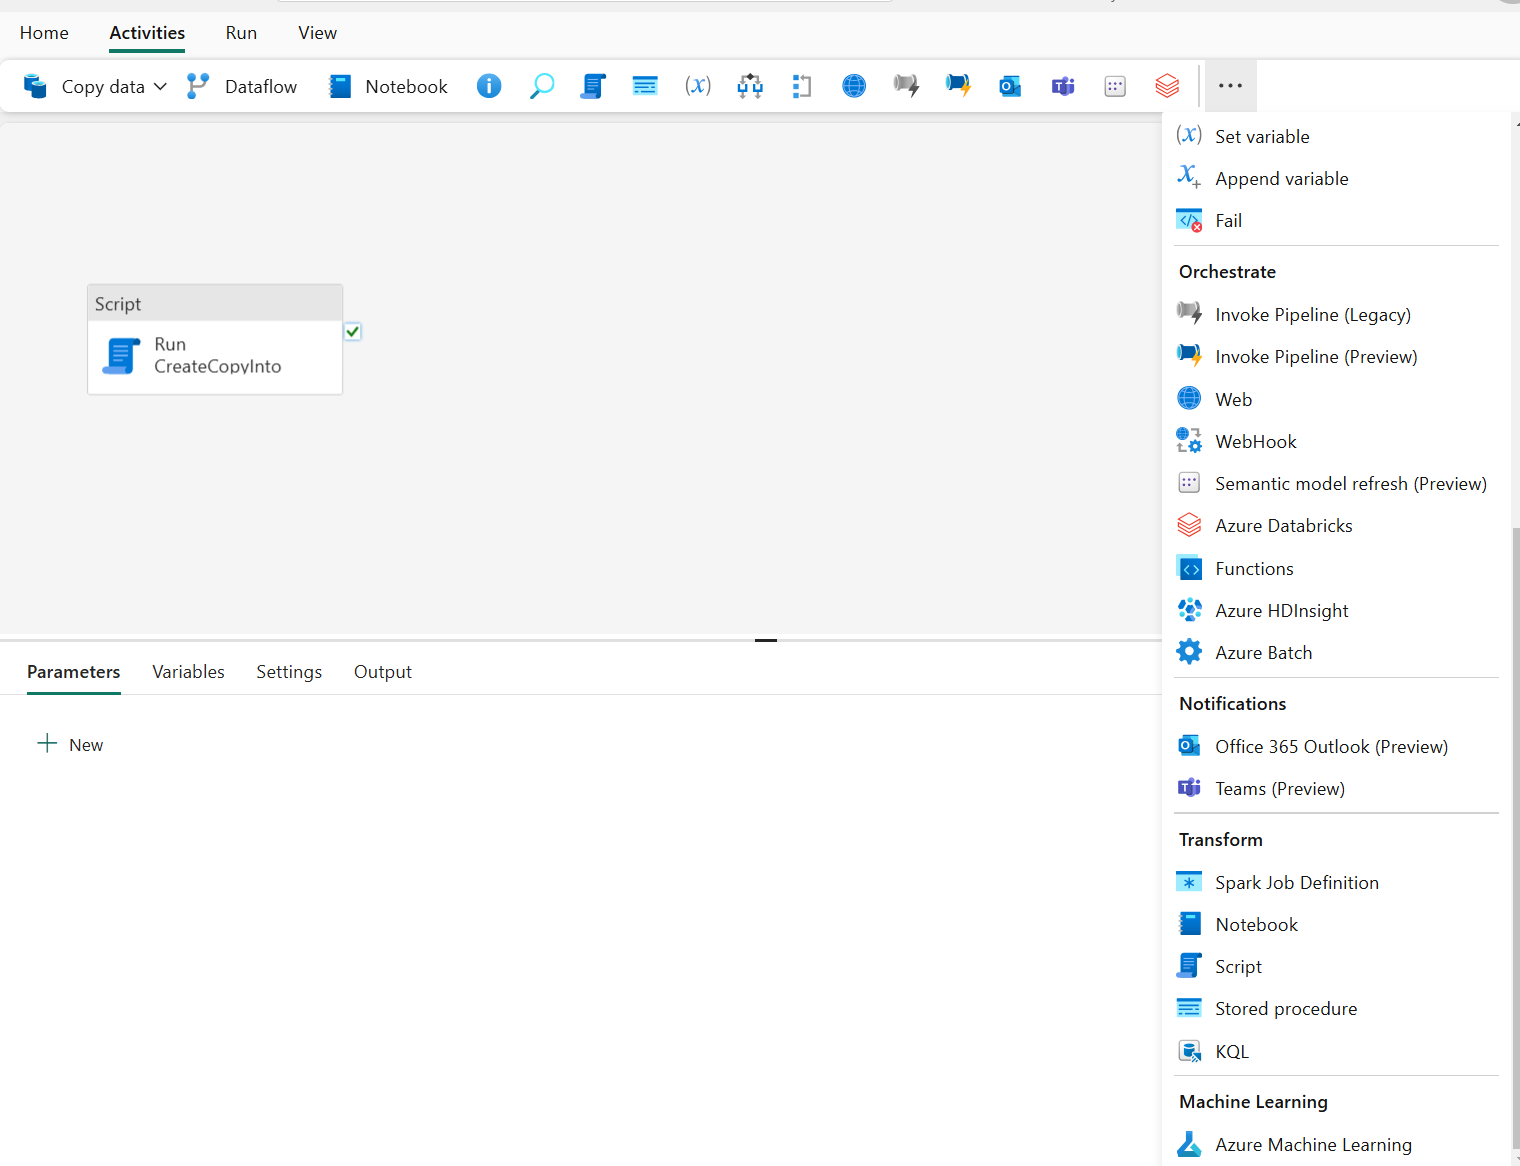 Home
Activities
Run
View
Copy data
Dataflow
Notebook
Script
Run
CreateCopyInto
Parameters
Variables
Settings
Output
New
Set variable
Append variable
Fail
Orchestrate
Invoke Pipeline (Legacy)
Invoke Pipeline (Preview)
Web
WebHook
Semantic model refresh (Preview)
Azure Databricks
Functions
Azure HDInsight
Azure Batch
Notifications
Office 365 Outlook (Preview)
Teams (Preview)
Transform
Spark Job Definition
Notebook
Script
Stored procedure
KQL
Machine Learning
Azure Machine Learning